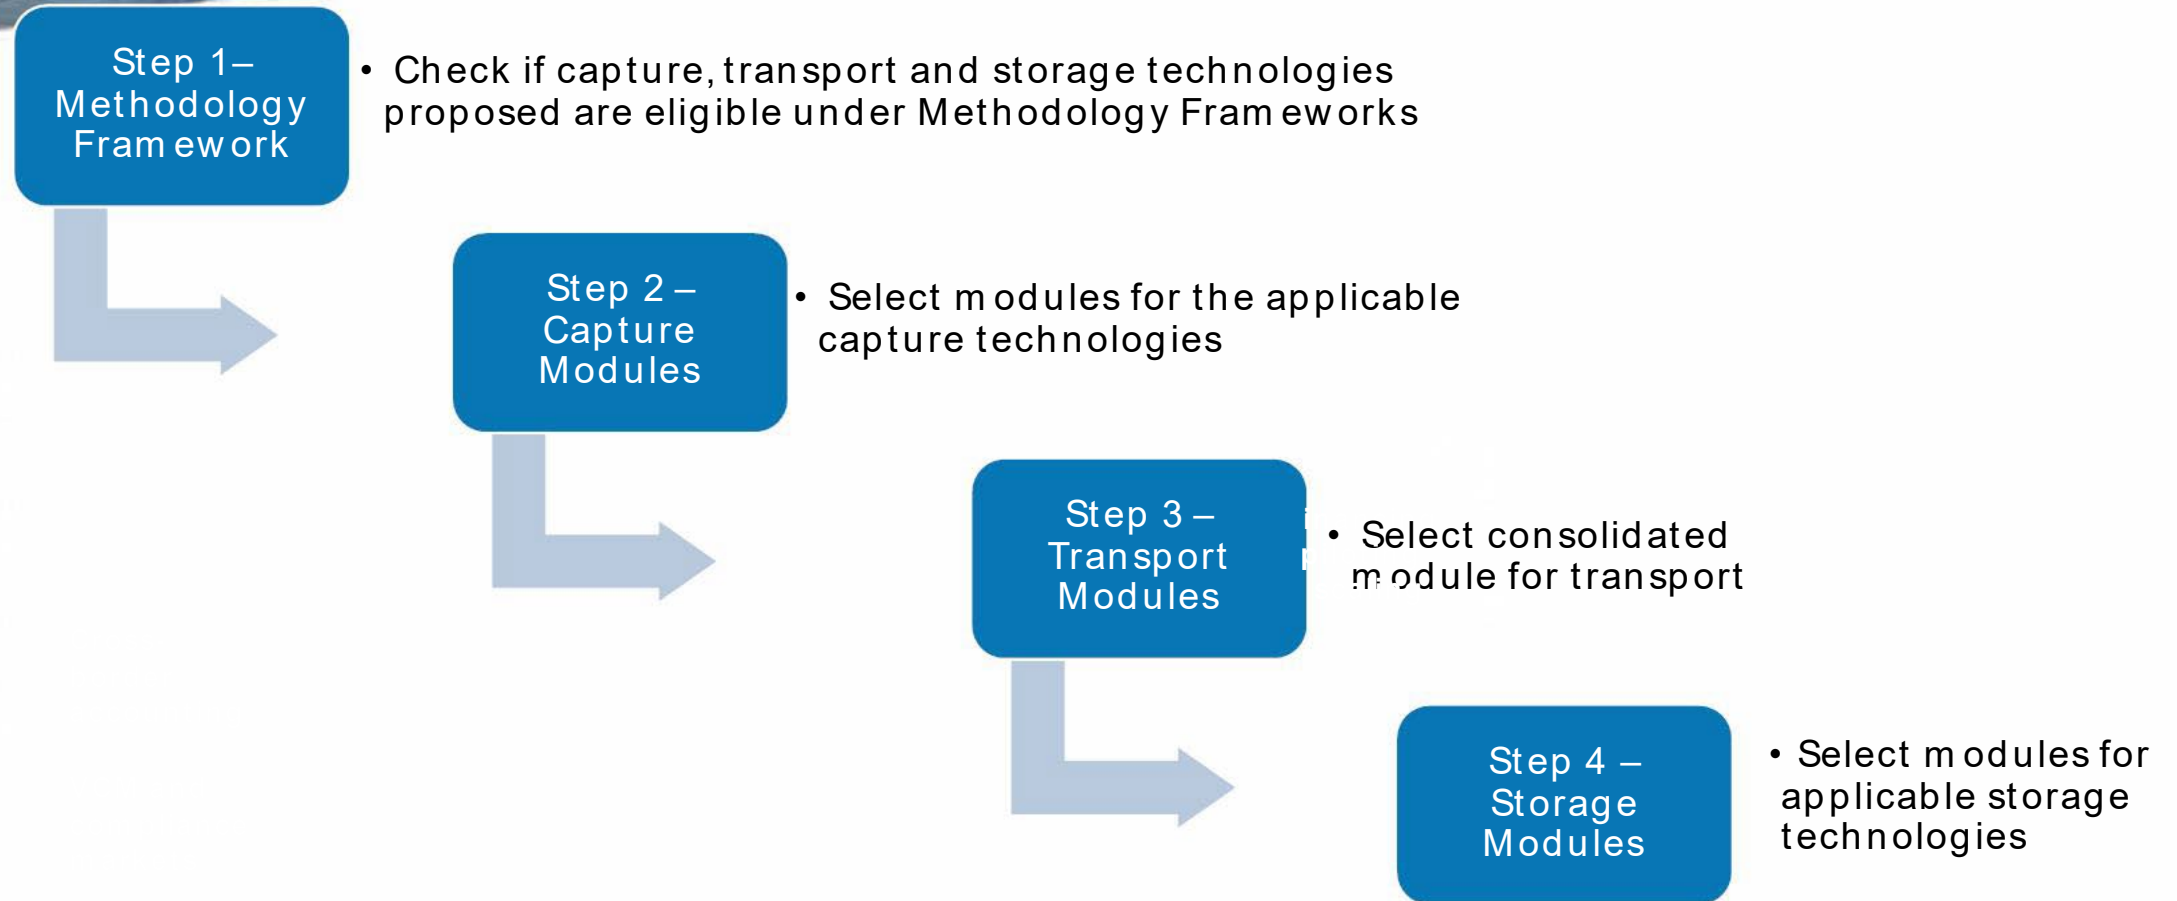 Step 1–
Methodology
Framework
• Check if capture, transport and storage technologies
proposed are eligible under Methodology Frameworks
Step 2 –
Capture
Modules
• Select modules for the applicable
capture technologies
Step 3 –
Transport
Modules
• Select consolidated
module for transport
Step 4 –
Storage
Modules
• Select modules for
applicable storage
technologies